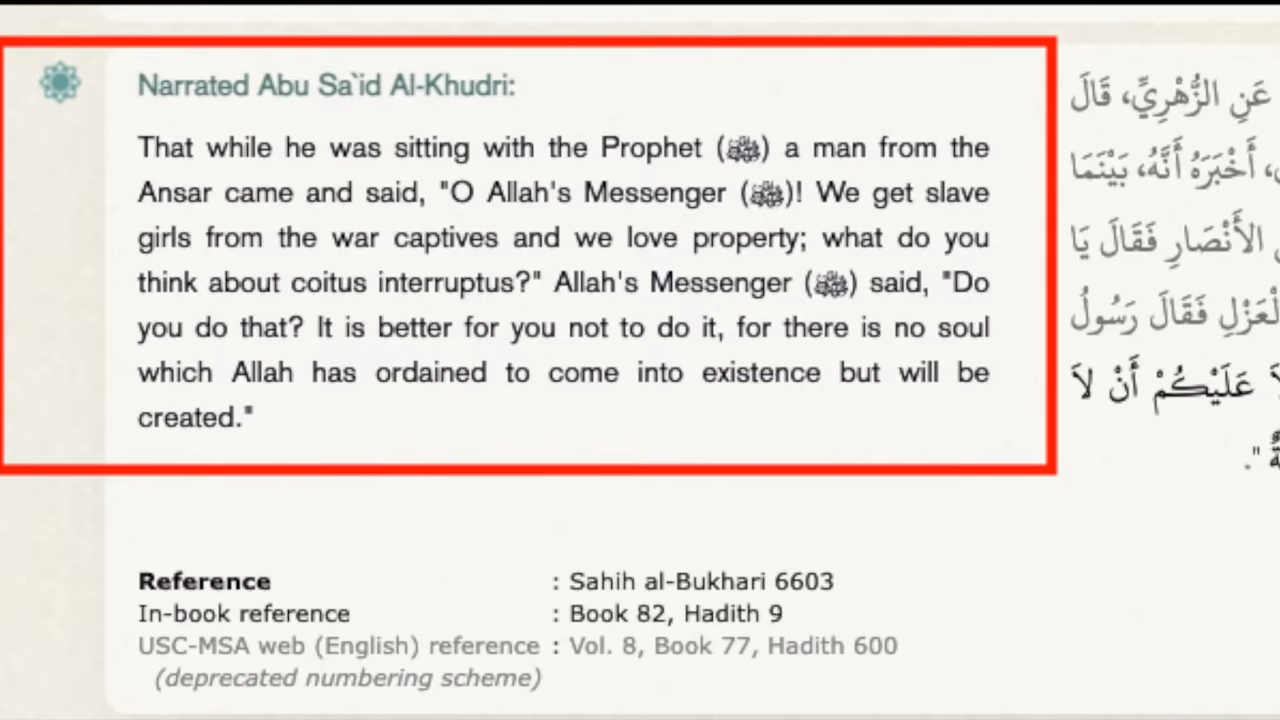 Narrated Abu Sa`id Al-Khudri:
That while he was sitting with the Prophet (ﷺ) a man from the
Ansar came and said, "O Allah's Messenger (ﷺ)! We get slave
girls from the war captives and we love property; what do you
think about coitus interruptus?" Allah's Messenger (ﷺ) said, "Do
you do that? It is better for you not to do it, for there is no soul
which Allah has ordained to come into existence but will be
created."
عَنِ الزُّهْرِيِّ، قَالَ
، أَخْبَرَهُ أَنَّهُ، بَيْنَمَا
الأَنْصَارِ فَقَالَ يَا
الْعَزْلِ فَقَالَ رَسُولُ
عَلَيْكُمْ أَنْ لاَ
".
Reference : Sahih al-Bukhari 6603
In-book reference : Book 82, Hadith 9
USC-MSA web (English) reference : Vol. 8, Book 77, Hadith 600
(deprecated numbering scheme)